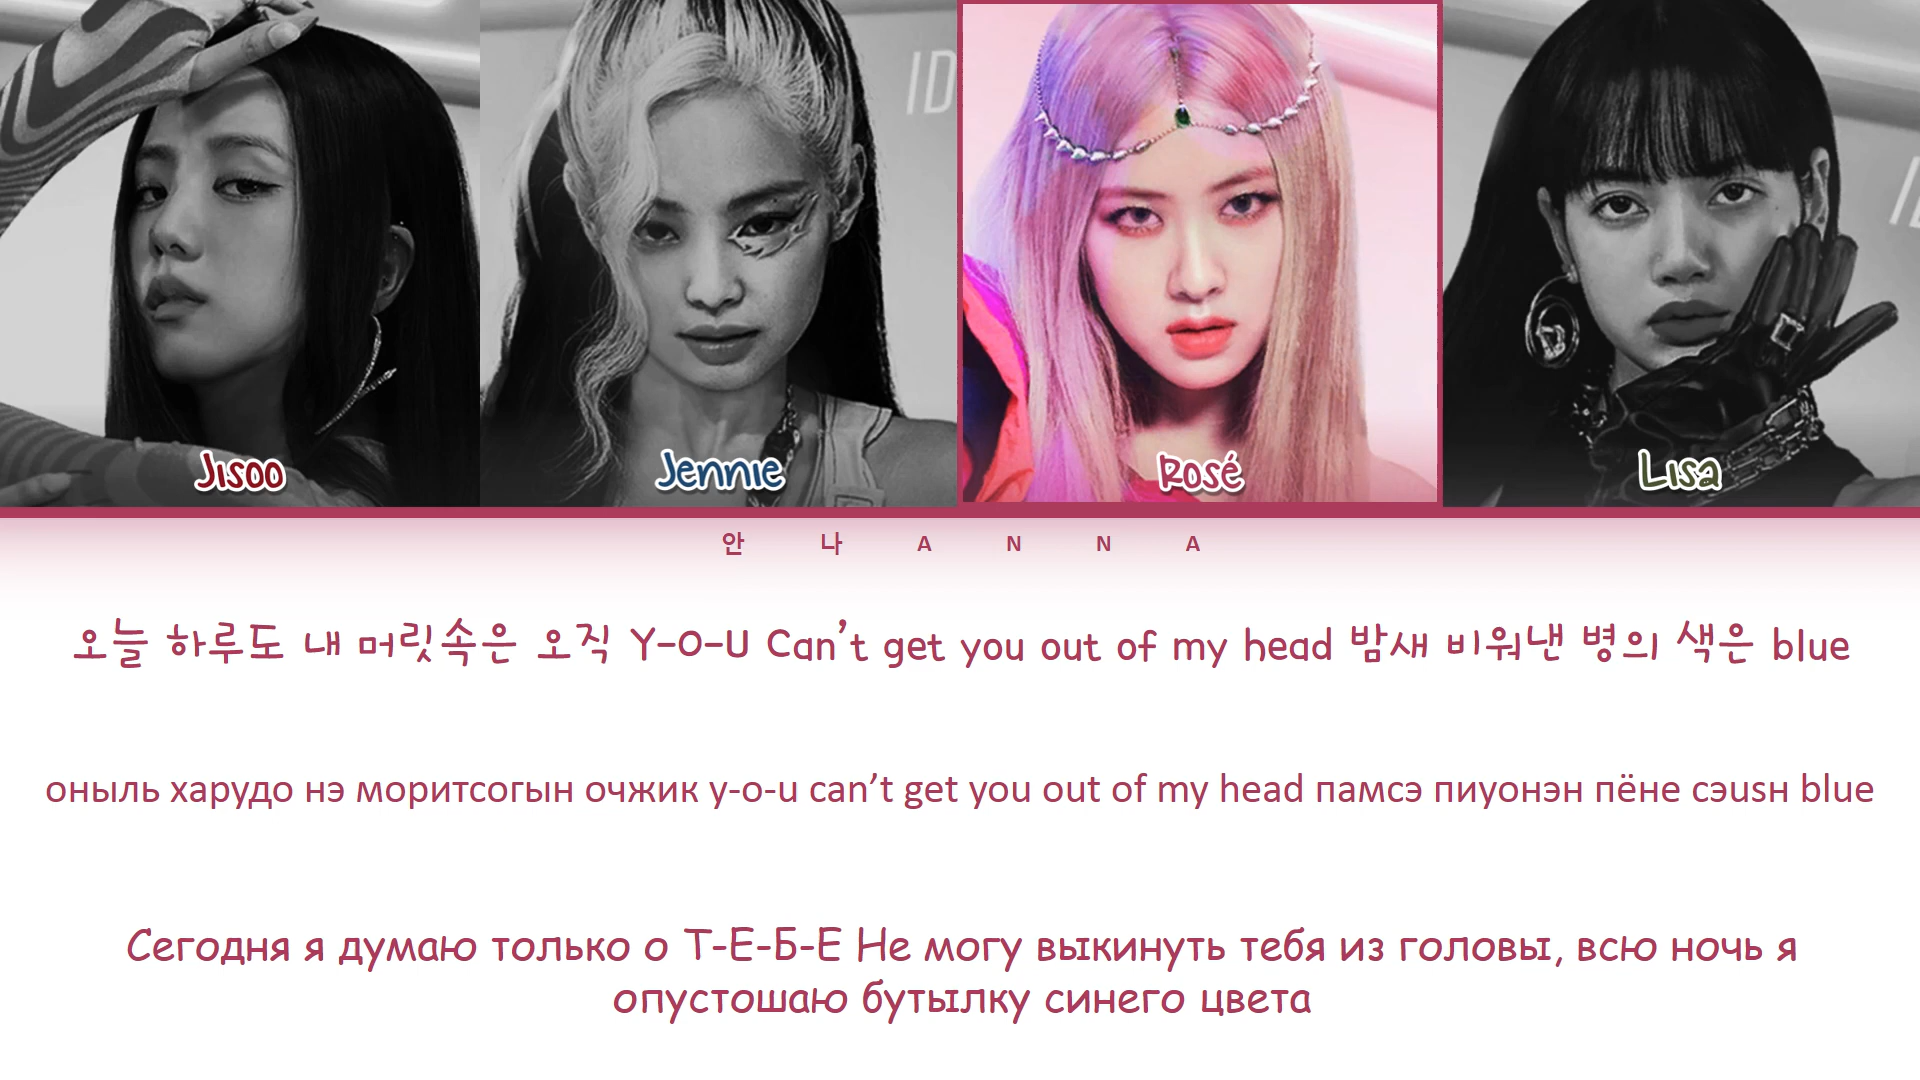 ID
Jisoo
Jennie
Rosé
Lisa
안 나 A N N A
오늘 하루도 내 머릿속은 오직 Y-O-U Can't get you out of my head 밤새 비워낸 병의 색은 blue
оныль харудо нэ моритсогын очжик y-o-u can't get you out of my head памсэ пиуонэн пёне сэusн blue
Сегодня я думаю только о Т-Е-Б-Е Не могу выкинуть тебя из головы, всю ночь я
опустошаю бутылку синего цвета